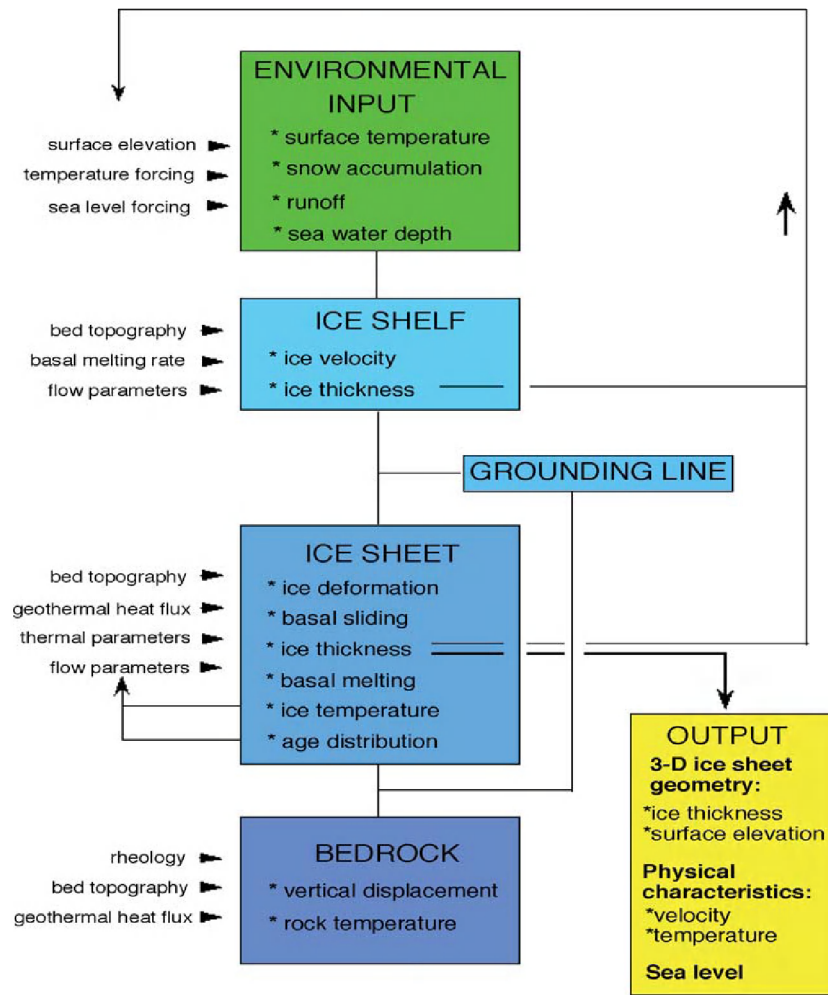 ENVIRONMENTAL
INPUT
* surface temperature
* snow accumulation
* runoff
* sea water depth
surface elevation
temperature forcing
sea level forcing
ICE SHELF
* ice velocity
* ice thickness
bed topography
basal melting rate
flow parameters
GROUNDING LINE
ICE SHEET
* ice deformation
* basal sliding
* ice thickness
* basal melting
* ice temperature
* age distribution
bed topography
geothermal heat flux
thermal parameters
flow parameters
BEDROCK
* vertical displacement
* rock temperature
rheology
bed topography
geothermal heat flux
OUTPUT
3-D ice sheet
geometry:
*ice thickness
*surface elevation
Physical
characteristics:
*velocity
*temperature
Sea level